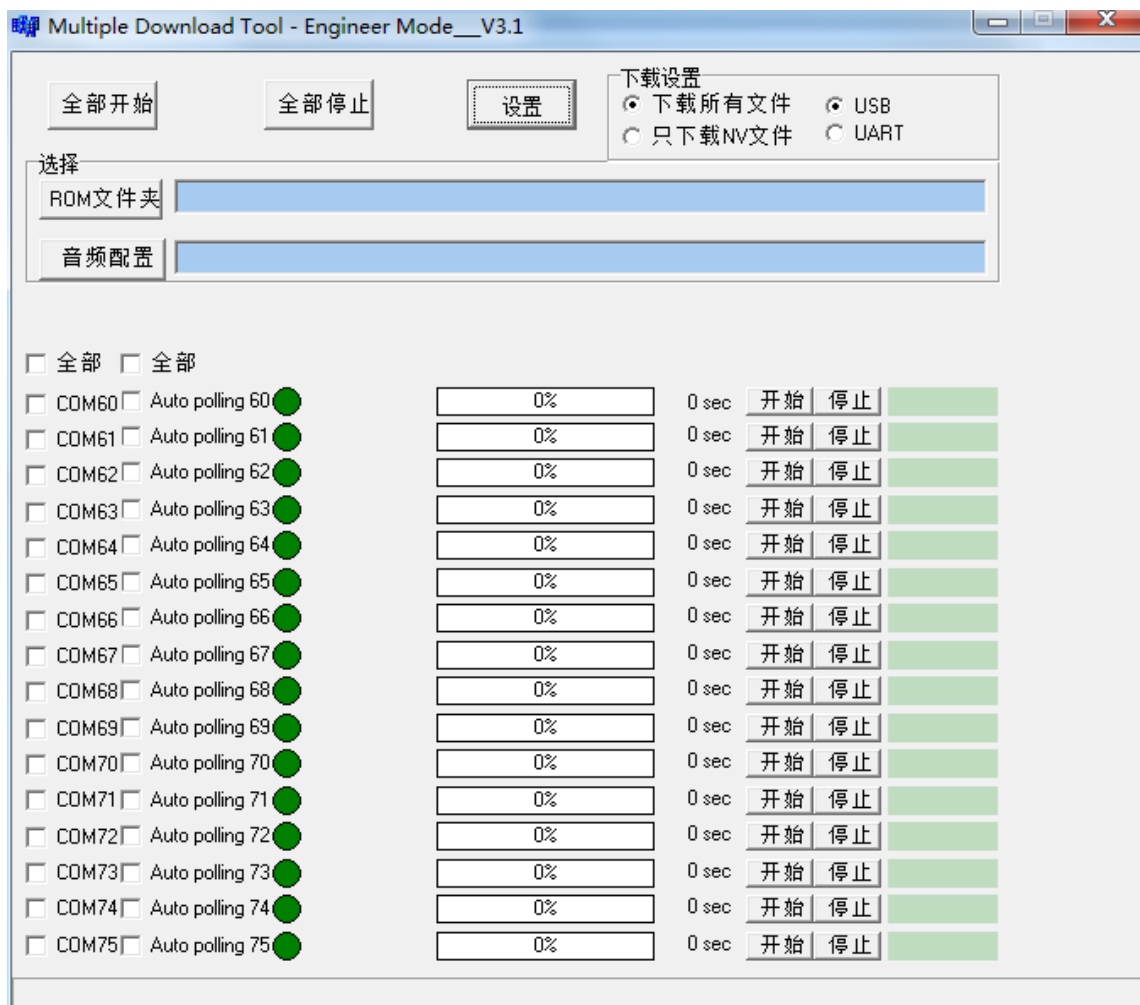 Multiple Download Tool - Engineer Mode___V3.1
全部开始 全部停止 设置
下载设置
下载所有文件 USB
只下载NV文件 UART
选择
ROM文件夹
音频配置
全部 全部
COM60 Auto polling 60 0% 0 sec 开始 停止
COM61 Auto polling 61 0% 0 sec 开始 停止
COM62 Auto polling 62 0% 0 sec 开始 停止
COM63 Auto polling 63 0% 0 sec 开始 停止
COM64 Auto polling 64 0% 0 sec 开始 停止
COM65 Auto polling 65 0% 0 sec 开始 停止
COM66 Auto polling 66 0% 0 sec 开始 停止
COM67 Auto polling 67 0% 0 sec 开始 停止
COM68 Auto polling 68 0% 0 sec 开始 停止
COM69 Auto polling 69 0% 0 sec 开始 停止
COM70 Auto polling 70 0% 0 sec 开始 停止
COM71 Auto polling 71 0% 0 sec 开始 停止
COM72 Auto polling 72 0% 0 sec 开始 停止
COM73 Auto polling 73 0% 0 sec 开始 停止
COM74 Auto polling 74 0% 0 sec 开始 停止
COM75 Auto polling 75 0% 0 sec 开始 停止